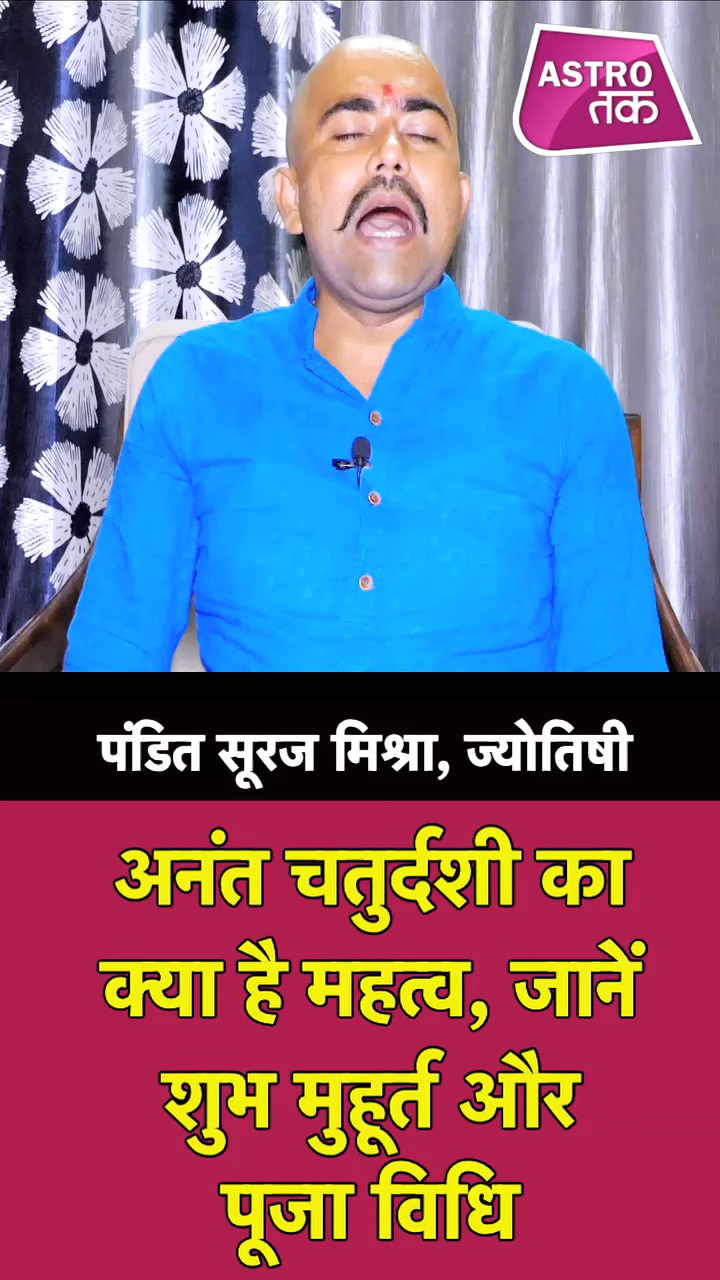 ASTRO
तक
पंडित सूरज मिश्रा, ज्योतिषी
अनंत चतुर्दशी का
क्या है महत्व, जानें
शुभ मुहूर्त और
पूजा विधि